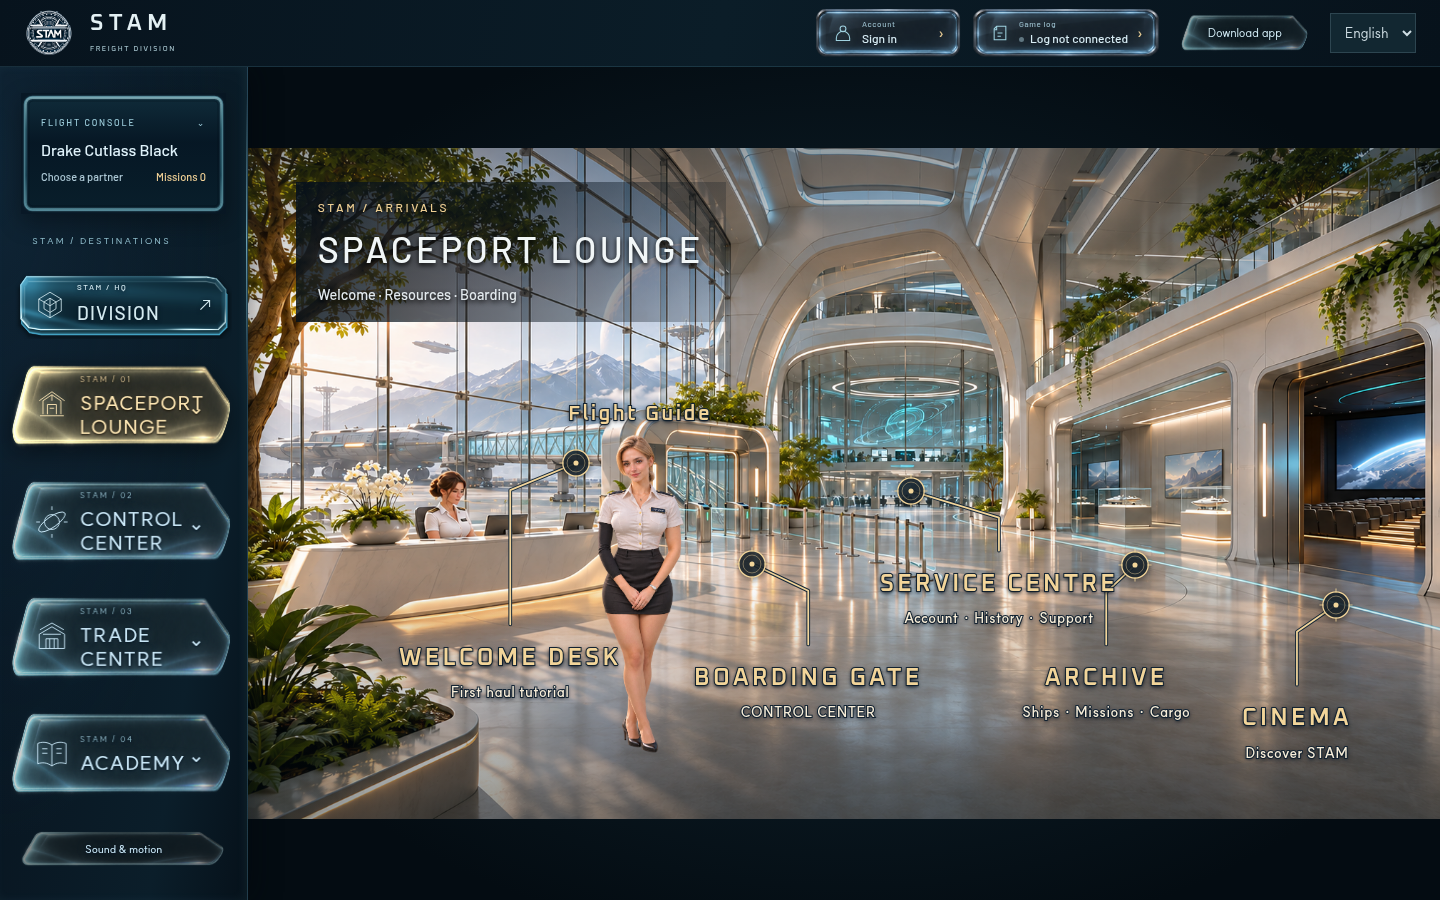 STAM
STAM
FREIGHT DIVISION
Account
Sign in
Game log
Log not connected
Download app
English
FLIGHT CONSOLE
Drake Cutlass Black
Choose a partner
Missions 0
STAM / DESTINATIONS
STAM / HQ
DIVISION
STAM / 01
SPACEPORT
LOUNGE
STAM / 02
CONTROL
CENTER
STAM / 03
TRADE
CENTRE
STAM / 04
ACADEMY
Sound & motion
STAM / ARRIVALS
SPACEPORT LOUNGE
Welcome · Resources · Boarding
Flight Guide
SERVICE CENTRE
Account · History · Support
WELCOME DESK
First haul tutorial
BOARDING GATE
CONTROL CENTER
ARCHIVE
Ships · Missions · Cargo
CINEMA
Discover STAM